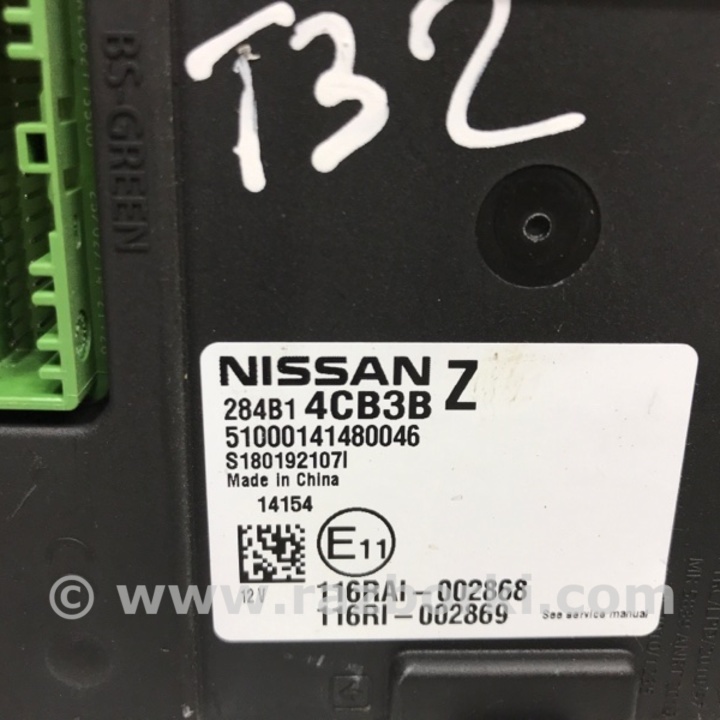 T32
BS-GREEN
NISSAN Z
284B1 4CB3B
51000141480046
S180192107I
Made in China
14154
E11
12 V
116RAI-002868
116RI-002869
See service manual
© www.razborki.com